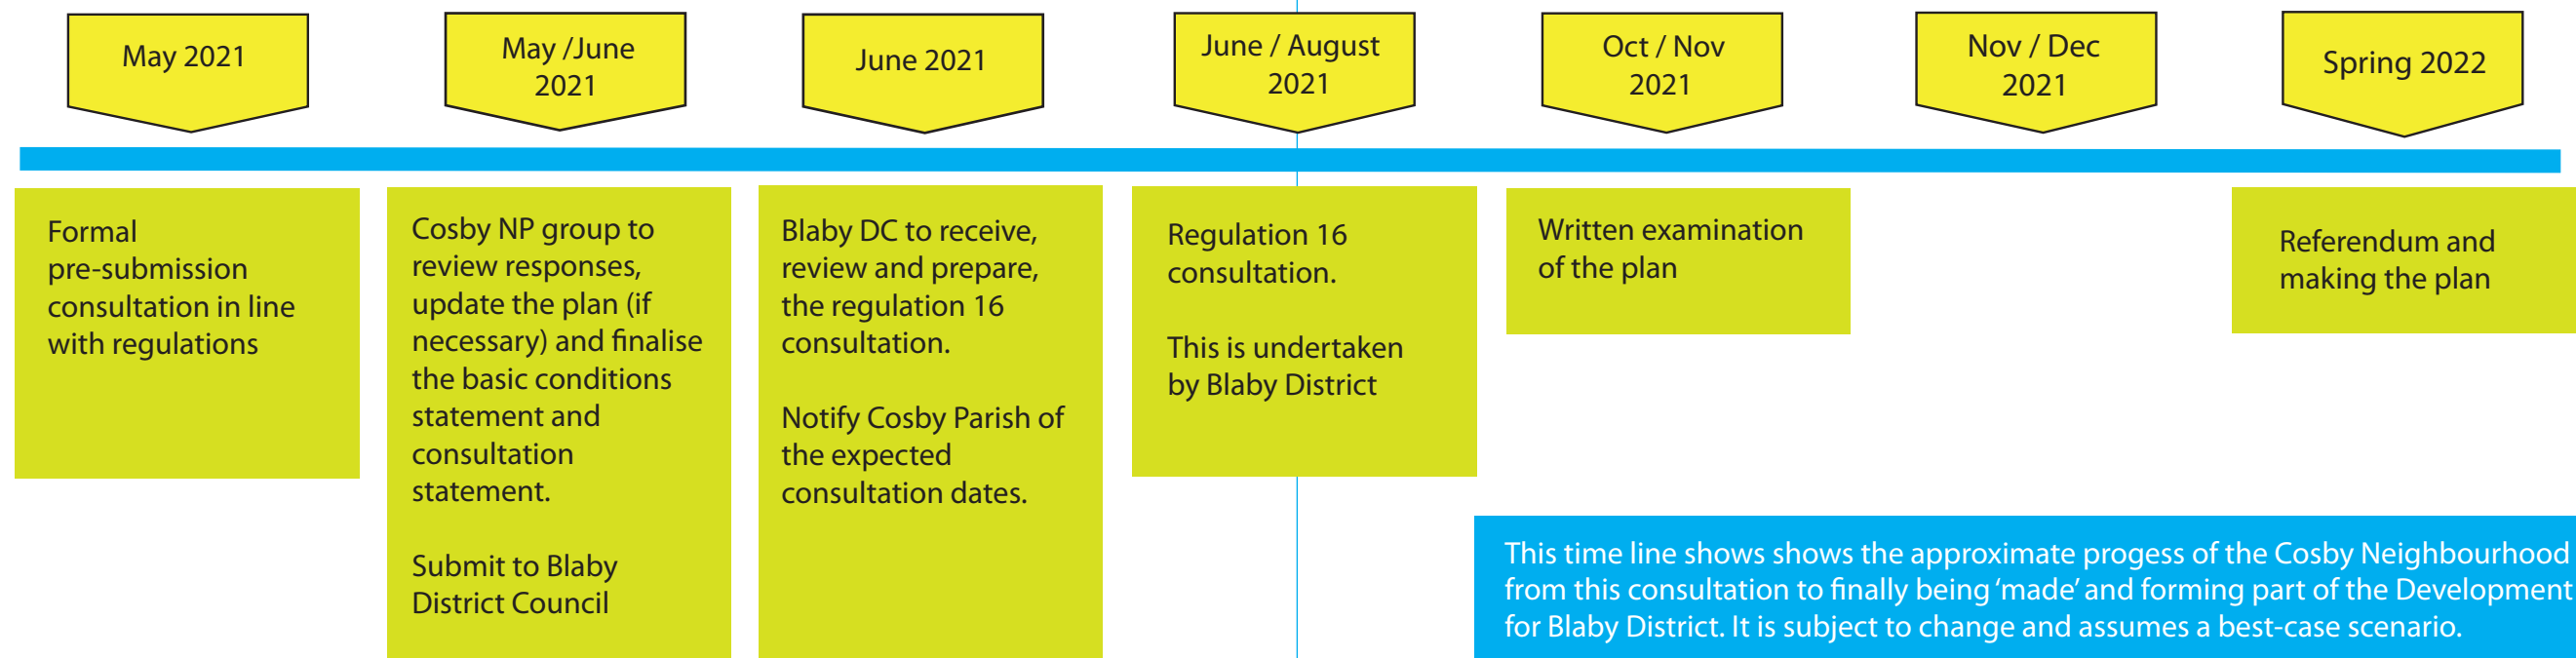 May 2021
May /June
2021
June 2021
June / August
2021
Oct / Nov
2021
Nov / Dec
2021
Spring 2022
Formal
pre-submission
consultation in line
with regulations
Cosby NP group to
review responses,
update the plan (if
necessary) and finalise
the basic conditions
statement and
consultation
statement.
Submit to Blaby
District Council
Blaby DC to receive,
review and prepare,
the regulation 16
consultation.
Notify Cosby Parish of
the expected
consultation dates.
Regulation 16
consultation.
This is undertaken
by Blaby District
Written examination
of the plan
Referendum and
making the plan
This time line shows shows the approximate progess of the Cosby Neighbourhood
from this consultation to finally being ‘made’ and forming part of the Development
for Blaby District. It is subject to change and assumes a best-case scenario.